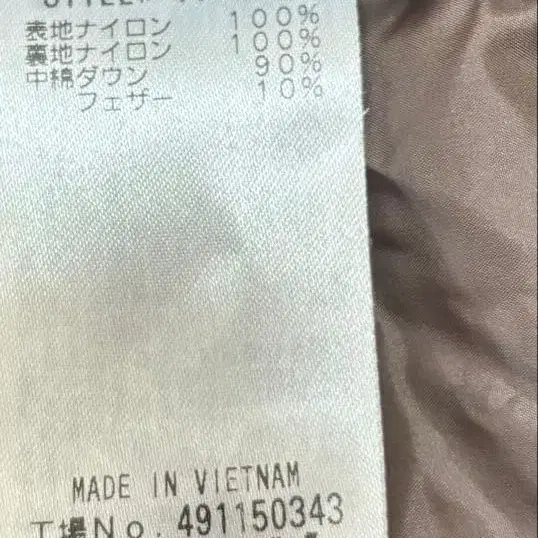 表地ナイロン 100%
裏地ナイロン 100%
中綿ダウン 90%
フェザー 10%
MADE IN VIETNAM
工場No. 491150343